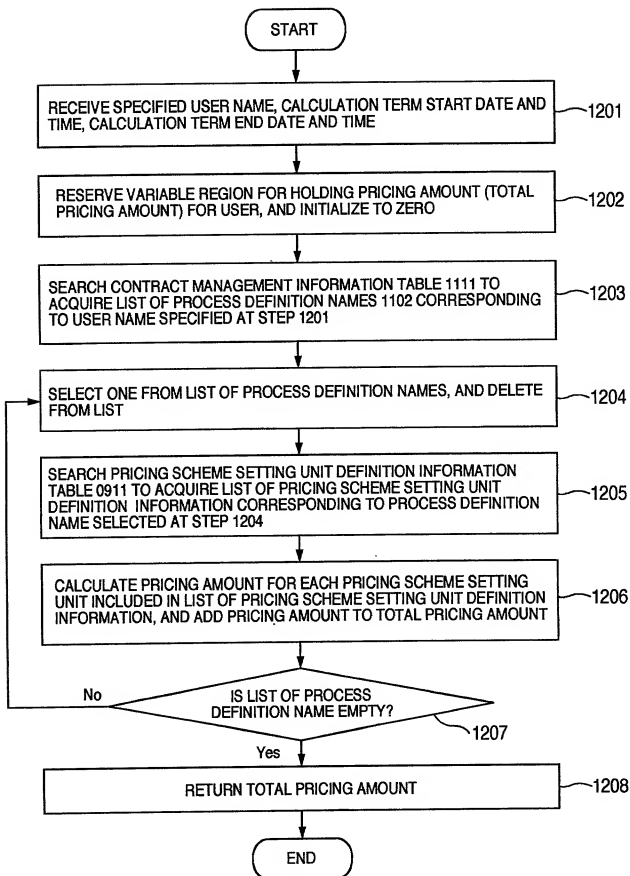 START
RECEIVE SPECIFIED USER NAME, CALCULATION TERM START DATE AND
TIME, CALCULATION TERM END DATE AND TIME
1201
RESERVE VARIABLE REGION FOR HOLDING PRICING AMOUNT (TOTAL
PRICING AMOUNT) FOR USER, AND INITIALIZE TO ZERO
1202
SEARCH CONTRACT MANAGEMENT INFORMATION TABLE 1111 TO
ACQUIRE LIST OF PROCESS DEFINITION NAMES 1102 CORRESPONDING
TO USER NAME SPECIFIED AT STEP 1201
1203
SELECT ONE FROM LIST OF PROCESS DEFINITION NAMES, AND DELETE
FROM LIST
1204
SEARCH PRICING SCHEME SETTING UNIT DEFINITION INFORMATION
TABLE 0911 TO ACQUIRE LIST OF PRICING SCHEME SETTING UNIT
DEFINITION INFORMATION CORRESPONDING TO PROCESS DEFINITION
NAME SELECTED AT STEP 1204
1205
CALCULATE PRICING AMOUNT FOR EACH PRICING SCHEME SETTING
UNIT INCLUDED IN LIST OF PRICING SCHEME SETTING UNIT DEFINITION
INFORMATION, AND ADD PRICING AMOUNT TO TOTAL PRICING AMOUNT
1206
No
IS LIST OF PROCESS
DEFINITION NAME EMPTY?
1207
Yes
RETURN TOTAL PRICING AMOUNT
1208
END